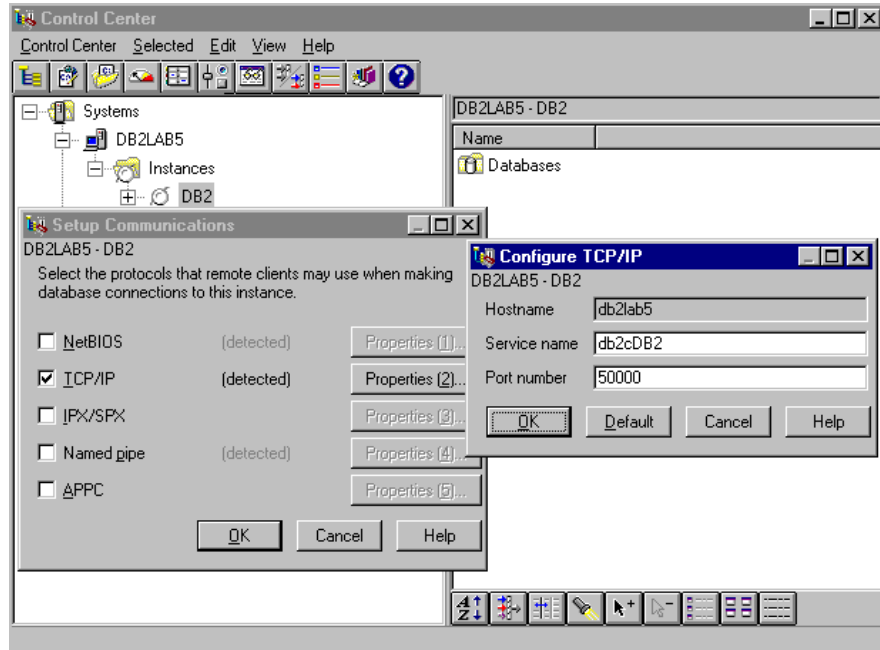 Control Center
Control Center Selected Edit View Help
Systems
DB2LAB5
Instances
DB2
DB2LAB5 - DB2
Name
Databases
Setup Communications
DB2LAB5 - DB2
Select the protocols that remote clients may use when making
database connections to this instance.
NetBIOS (detected) Properties (1)...
TCP/IP (detected) Properties (2)...
IPX/SPX Properties (3)...
Named pipe (detected) Properties (4)...
APPC Properties (5)...
OK Cancel Help
Configure TCP/IP
DB2LAB5 - DB2
Hostname db2lab5
Service name db2cDB2
Port number 50000
OK Default Cancel Help